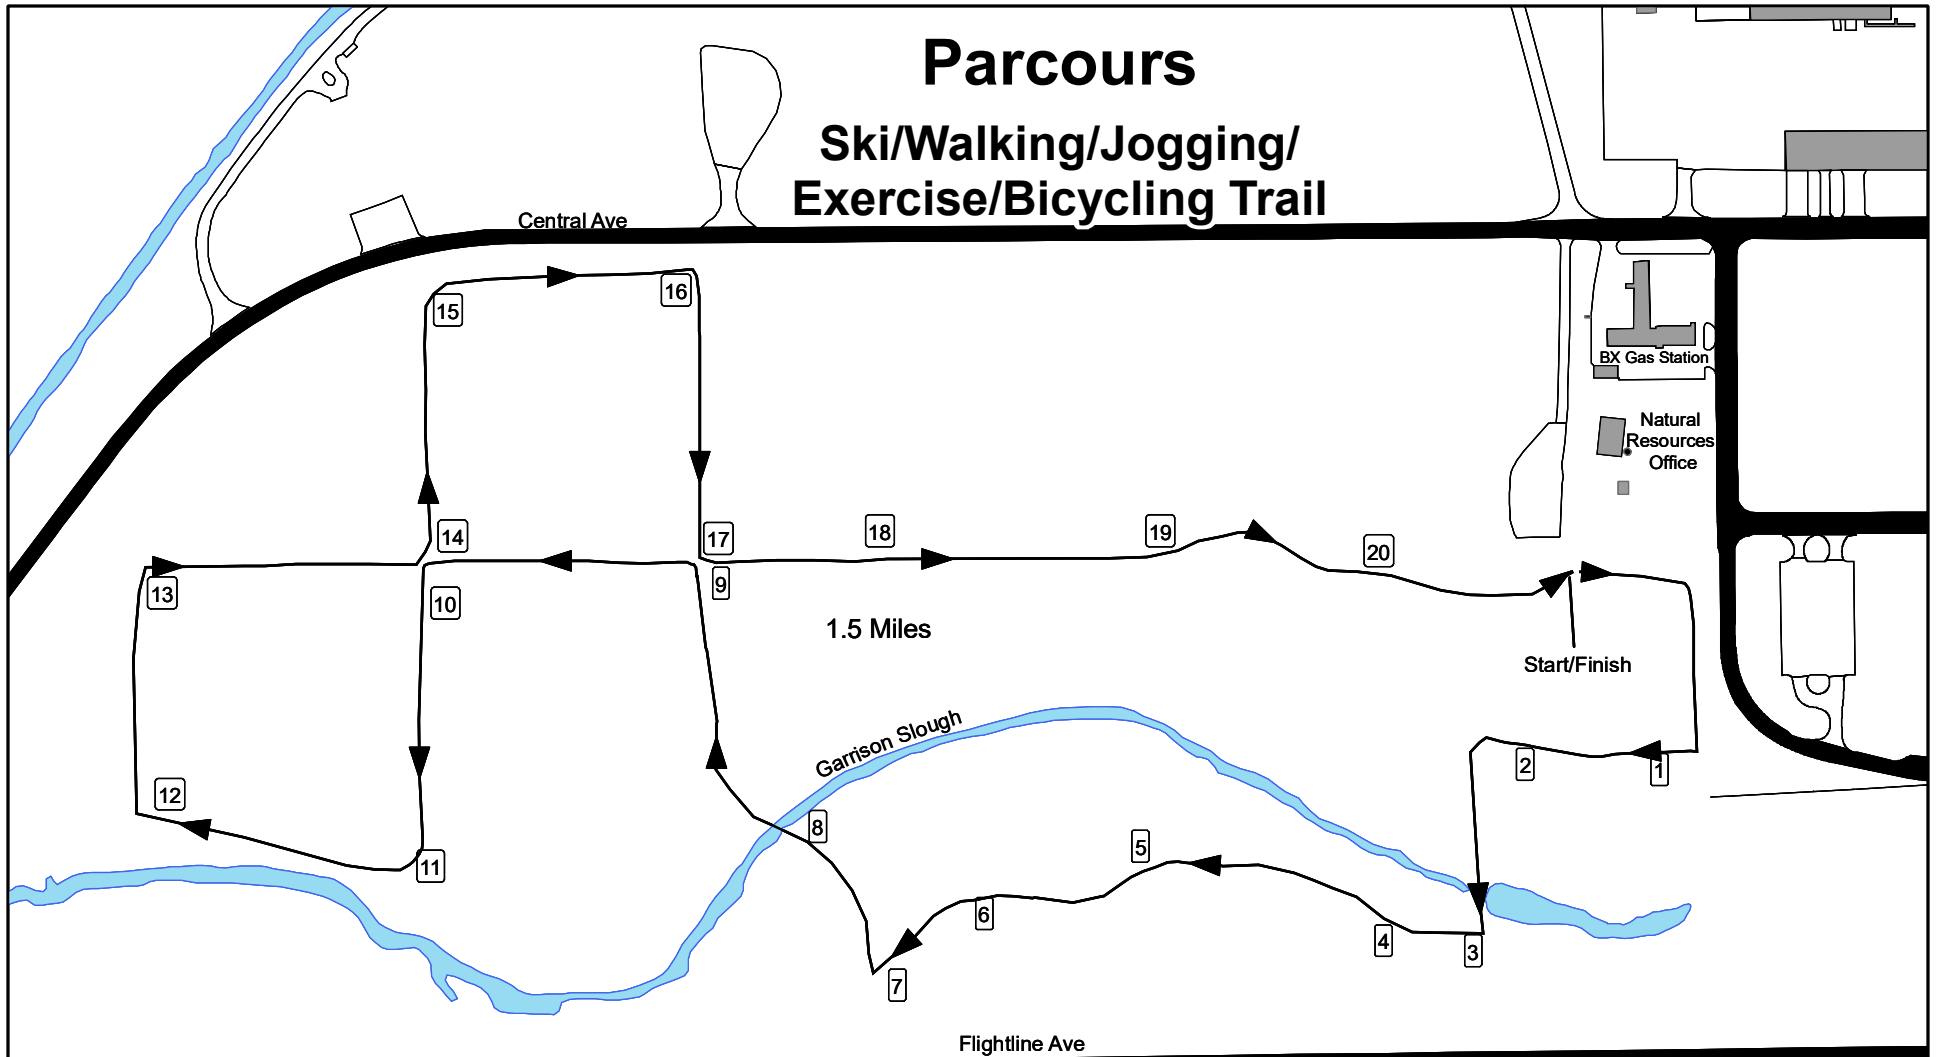 Parcours
Ski/Walking/Jogging/
Exercise/Bicycling Trail
Central Ave
16
15
BX Gas Station
Natural
Resources
Office
14
17
18
19
20
13
10
9
1.5 Miles
Start/Finish
Garrison Slough
12
11
8
5
2
1
6
4
3
7
Flightline Ave